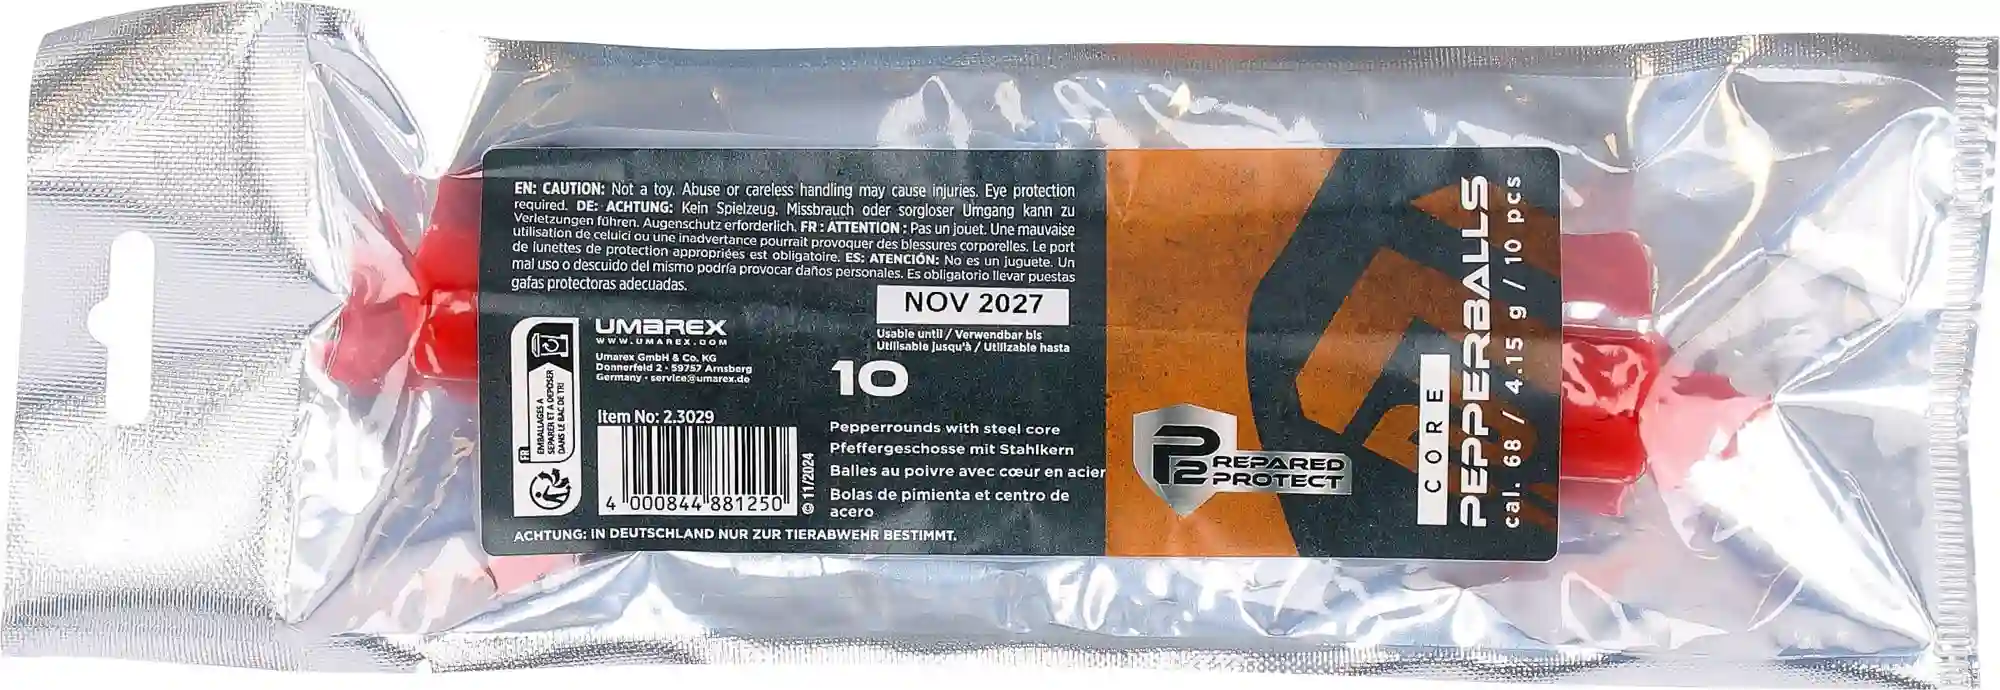 EN: CAUTION: Not a toy. Abuse or careless handling may cause injuries. Eye protection
required. DE: ACHTUNG: Kein Spielzeug. Missbrauch oder sorgloser Umgang kann zu
Verletzungen führen. Augenschutz erforderlich. FR : ATTENTION : Pas un jouet. Une mauvaise
utilisation de celuici ou une inadvertance pourrait provoquer des blessures corporelles. Le port
de lunettes de protection appropriées est obligatoire. ES: ATENCIÓN: No es un juguete. Un
mal uso o descuido del mismo podría provocar daños personales. Es obligatorio llevar puestas
gafas protectoras adecuadas.
NOV 2027
Usable until / Verwendbar bis
Utilisable jusqu'à / Utilizable hasta
UMAREX
WWW.UMAREX.COM
Umarex GmbH & Co. KG
Donnerfeld 2 · 59757 Arnsberg
Germany · service@umarex.de
FR
EMBALLAGES A
SÉPARER ET À DÉPOSER
DANS LE BAC DE TRI
Item No: 2.3029
4 000844 881250
© 11/2024
10
Pepperrounds with steel core
Pfeffergeschosse mit Stahlkern
Balles au poivre avec cœur en acier
Bolas de pimienta et centro de
acero
ACHTUNG: IN DEUTSCHLAND NUR ZUR TIERABWEHR BESTIMMT.
P2
REPARED
PROTECT
CORE
PEPPERBALLS
cal. 68 / 4.15 g / 10 pcs